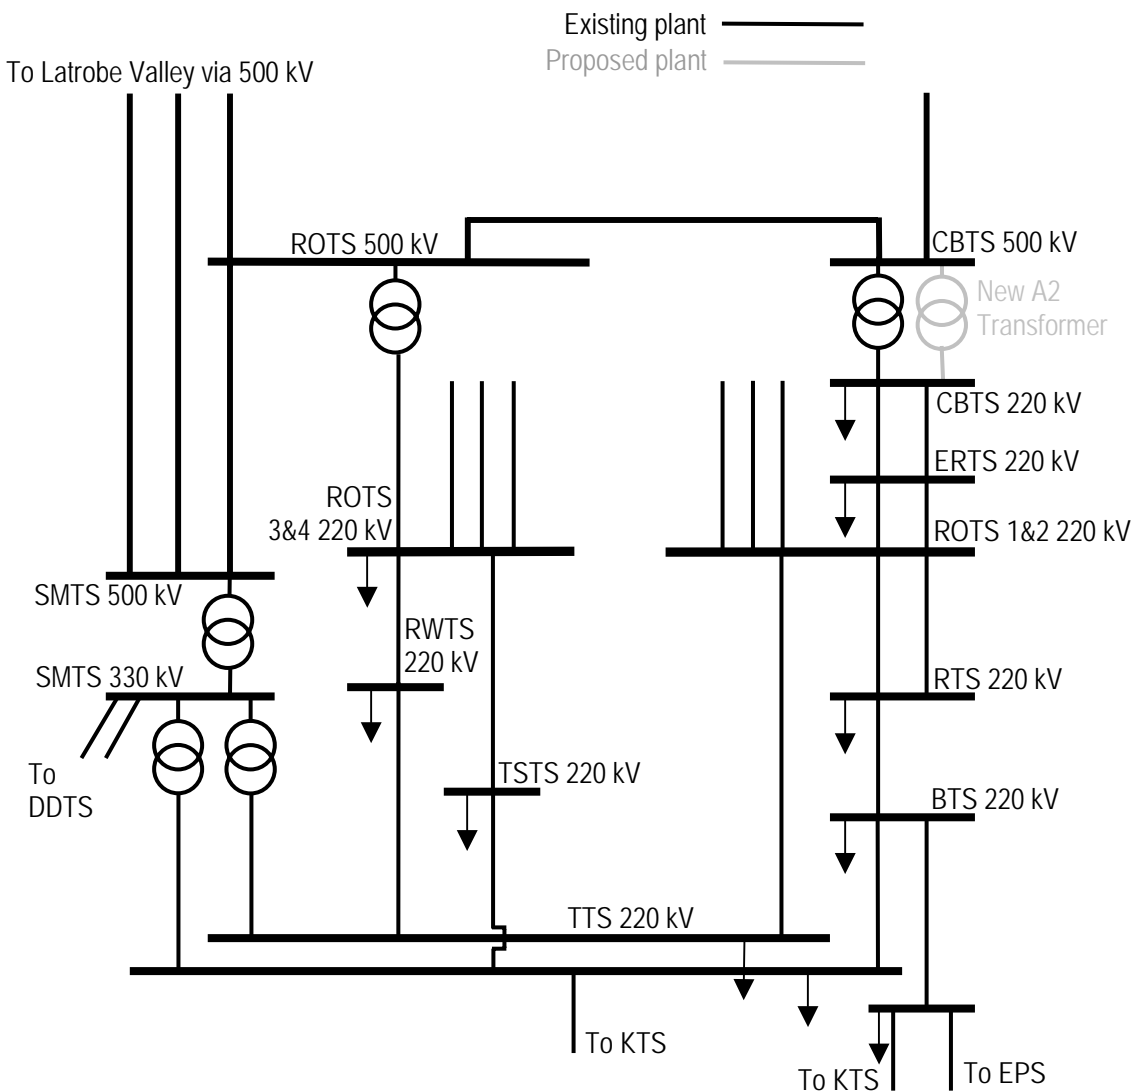 Existing plant
Proposed plant
To Latrobe Valley via 500 kV
ROTS 500 kV
CBTS 500 kV
New A2
Transformer
CBTS 220 kV
ERTS 220 kV
ROTS
3&4 220 kV
ROTS 1&2 220 kV
SMTS 500 kV
RWTS
220 kV
SMTS 330 kV
RTS 220 kV
To
DDTS
TSTS 220 kV
BTS 220 kV
TTS 220 kV
To KTS
To KTS
To EPS